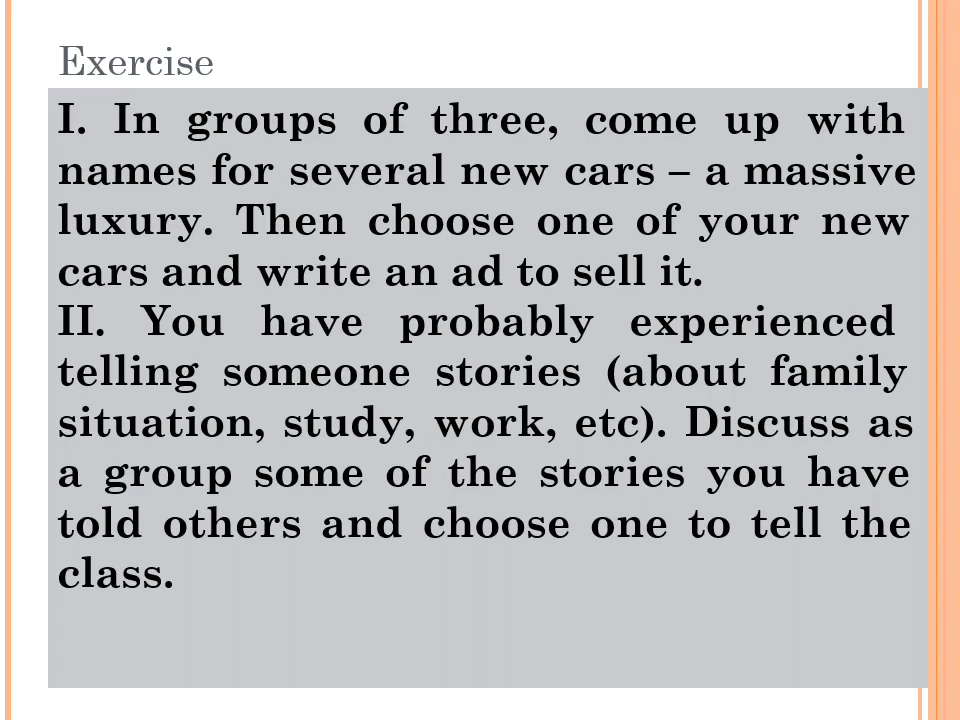 Exercise
I. In groups of three, come up with
names for several new cars – a massive
luxury. Then choose one of your new
cars and write an ad to sell it.
II. You have probably experienced
telling someone stories (about family
situation, study, work, etc). Discuss as
a group some of the stories you have
told others and choose one to tell the
class.